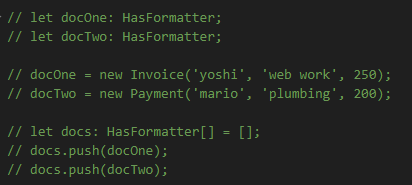 // let docOne: HasFormatter;
// let docTwo: HasFormatter;
// docOne = new Invoice('yoshi', 'web work', 250);
// docTwo = new Payment('mario', 'plumbing', 200);
// let docs: HasFormatter[] = [];
// docs.push(docOne);
// docs.push(docTwo);